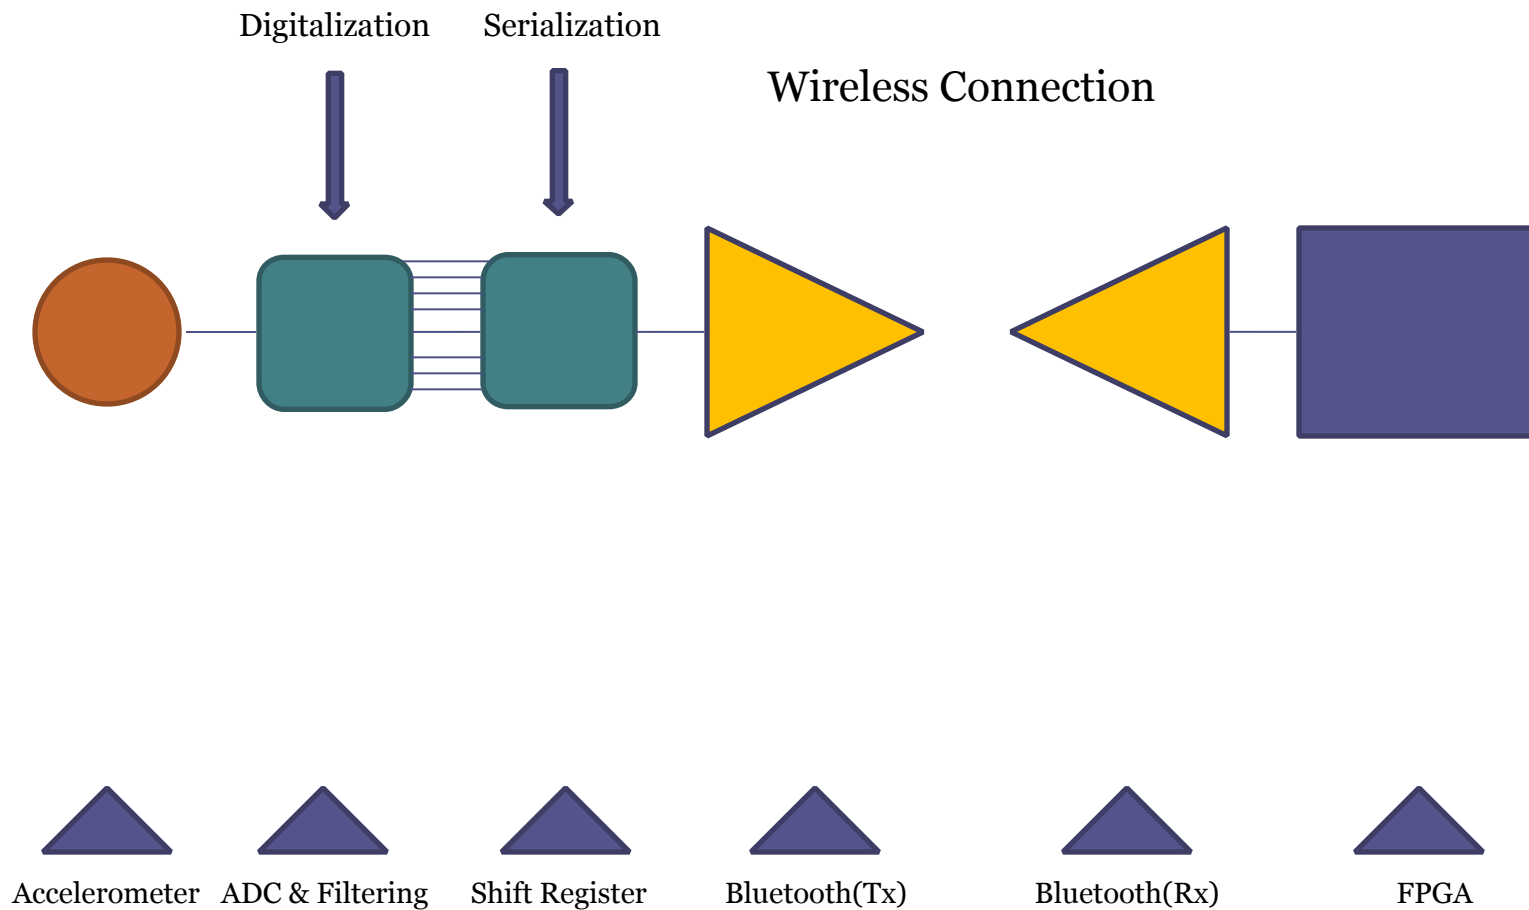 Digitalization
Serialization
Wireless Connection
Accelerometer
ADC & Filtering
Shift Register
Bluetooth(Tx)
Bluetooth(Rx)
FPGA